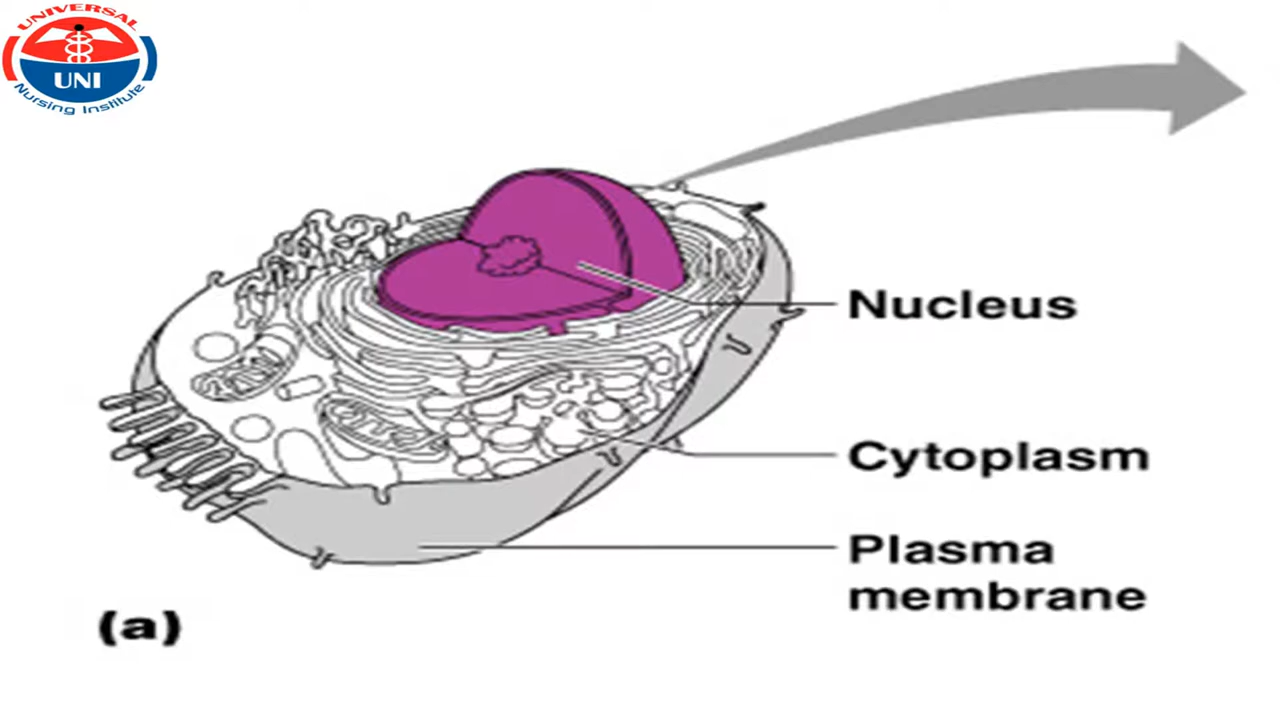 UNIVERSAL
UNI
Nursing Institute
Nucleus
Cytoplasm
Plasma
membrane
(a)